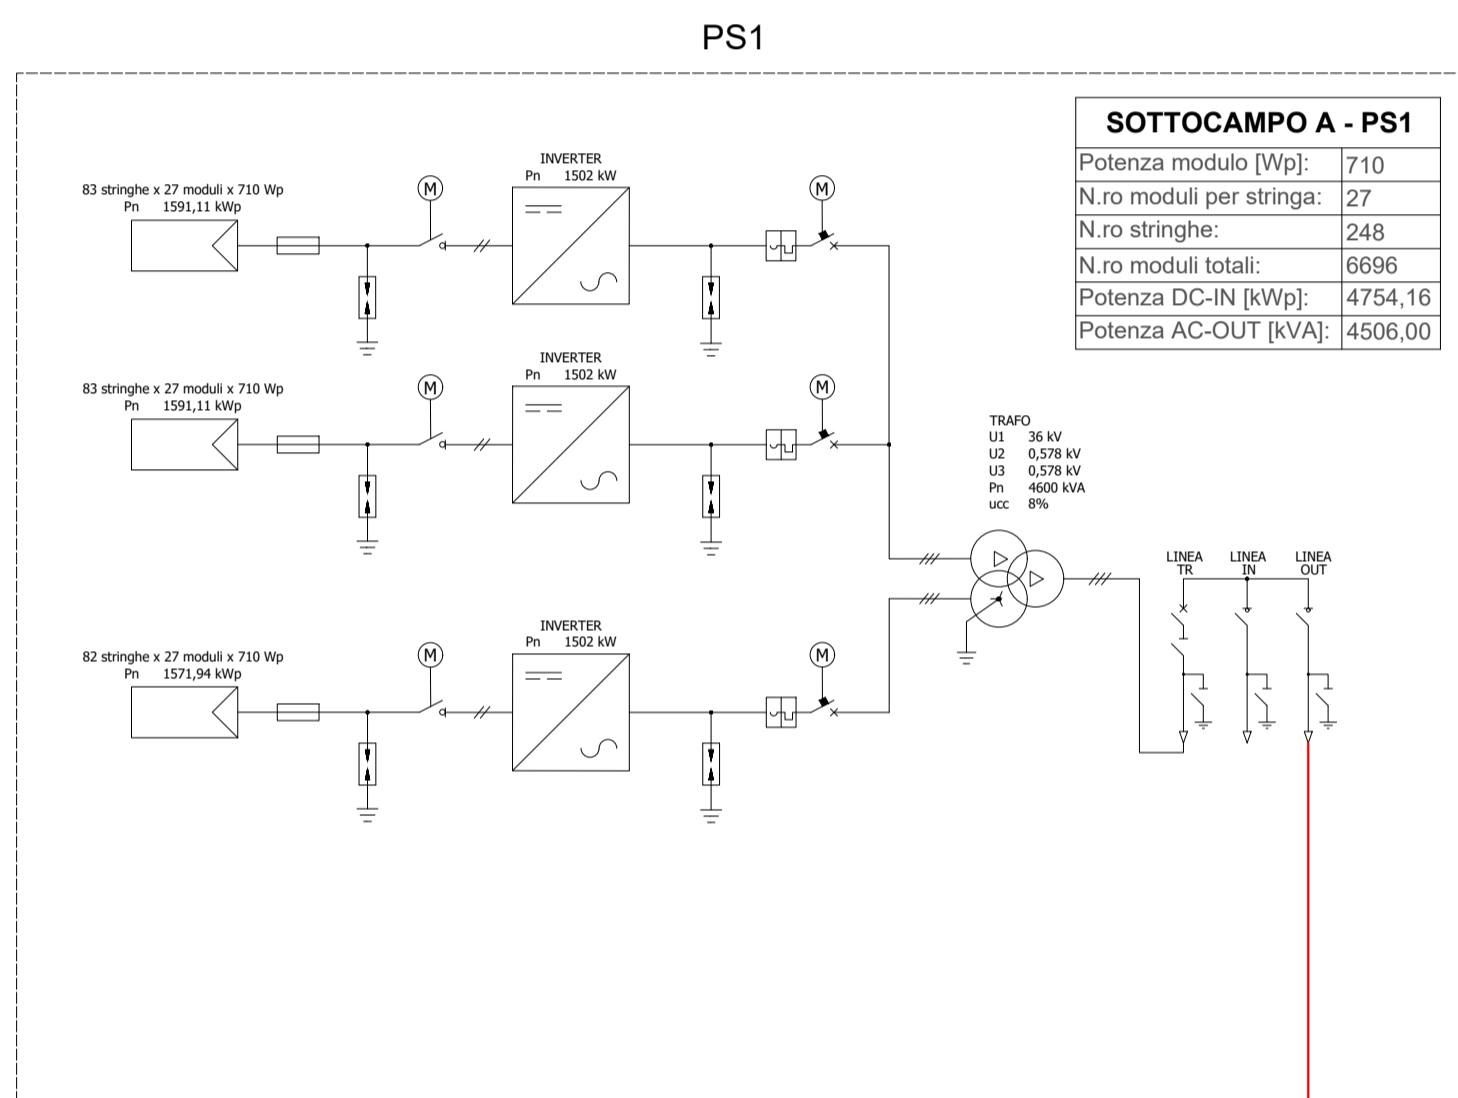 PS1
SOTTOCAMPO A - PS1
Potenza modulo [Wp]: 710
N.ro moduli per stringa: 27
N.ro stringhe: 248
N.ro moduli totali: 6696
Potenza DC-IN [kWp]: 4754,16
Potenza AC-OUT [kVA]: 4506,00
83 stringhe x 27 moduli x 710 Wp
Pn 1591,11 kWp
M
INVERTER
Pn 1502 kW
M
83 stringhe x 27 moduli x 710 Wp
Pn 1591,11 kWp
M
INVERTER
Pn 1502 kW
M
TRAFO
U1 36 kV
U2 0,578 kV
U3 0,578 kV
Pn 4600 kVA
ucc 8%
LINEA
TR
LINEA
IN
LINEA
OUT
82 stringhe x 27 moduli x 710 Wp
Pn 1571,94 kWp
M
INVERTER
Pn 1502 kW
M